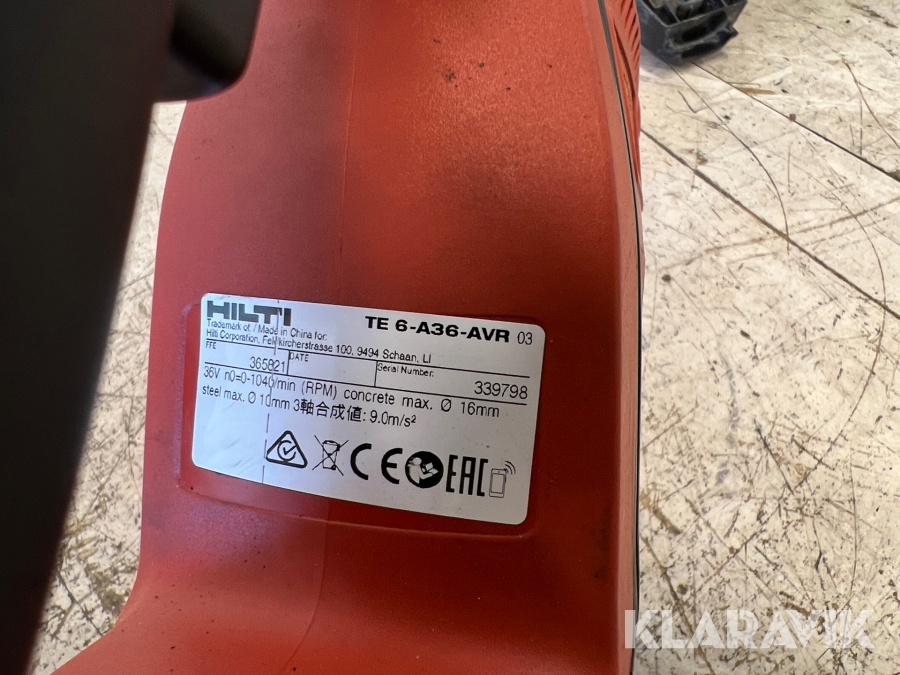 HILTI TE 6-A36-AVR 03
Trademark of. / Made in China for:
Hilti Corporation, Feldkircherstrasse 100, 9494 Schaan, LI
FFE 365821 DATE Serial Number: 339798
36V n0=0-1040/min (RPM) concrete max. Ø 16mm
steel max. Ø 10mm 3軸合成値: 9.0m/s²
CE EAC
KLARAVIK